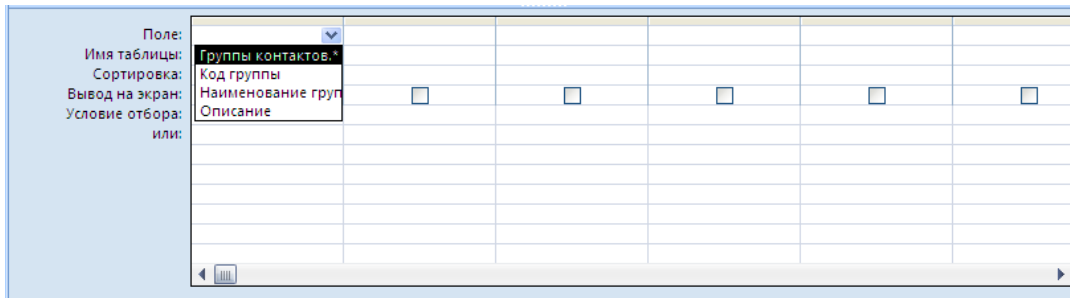 Поле:
Имя таблицы: Группы контактов.*
Сортировка: Код группы
Вывод на экран: Наименование груп
Условие отбора: Описание
или: